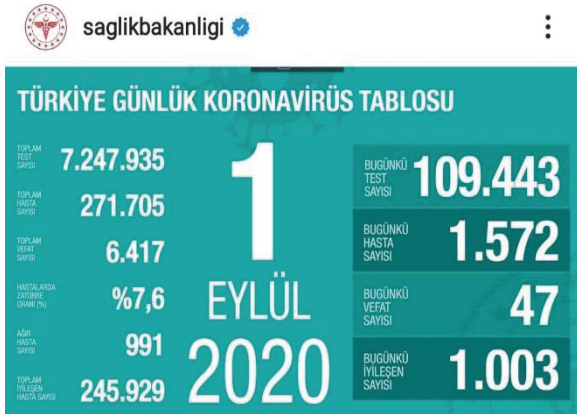 saglikbakanligi
TÜRKİYE GÜNLÜK KORONAVİRÜS TABLOSU
TOPLAM
TEST
SAYISI
7.247.935
TOPLAM
HASTA
SAYISI
271.705
TOPLAM
VEFAT
SAYISI
6.417
HASTALARDA
ZATÜRRE
ORANI (%)
%7,6
AĞIR
HASTA
SAYISI
991
TOPLAM
İYİLEŞEN
HASTA SAYISI
245.929
1
EYLÜL
2020
BUGÜNKÜ
TEST
SAYISI
109.443
BUGÜNKÜ
HASTA
SAYISI
1.572
BUGÜNKÜ
VEFAT
SAYISI
47
BUGÜNKÜ
İYİLEŞEN
SAYISI
1.003